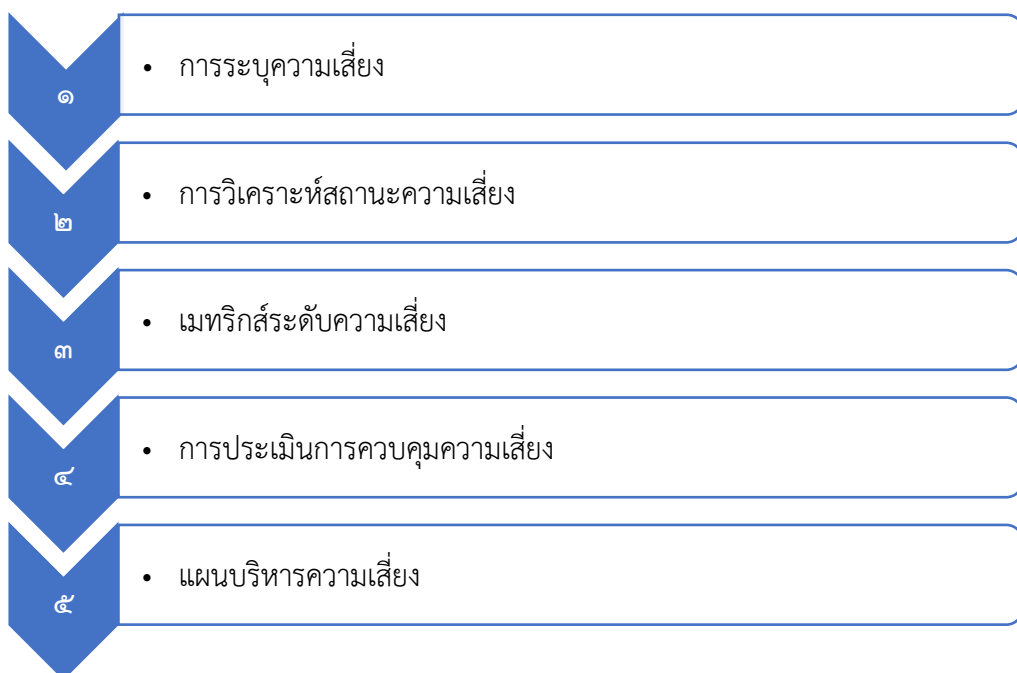 ๑
• การระบุความเสี่ยง
๒
• การวิเคราะห์สถานะความเสี่ยง
๓
• เมทริกส์ระดับความเสี่ยง
๔
• การประเมินการควบคุมความเสี่ยง
๕
• แผนบริหารความเสี่ยง